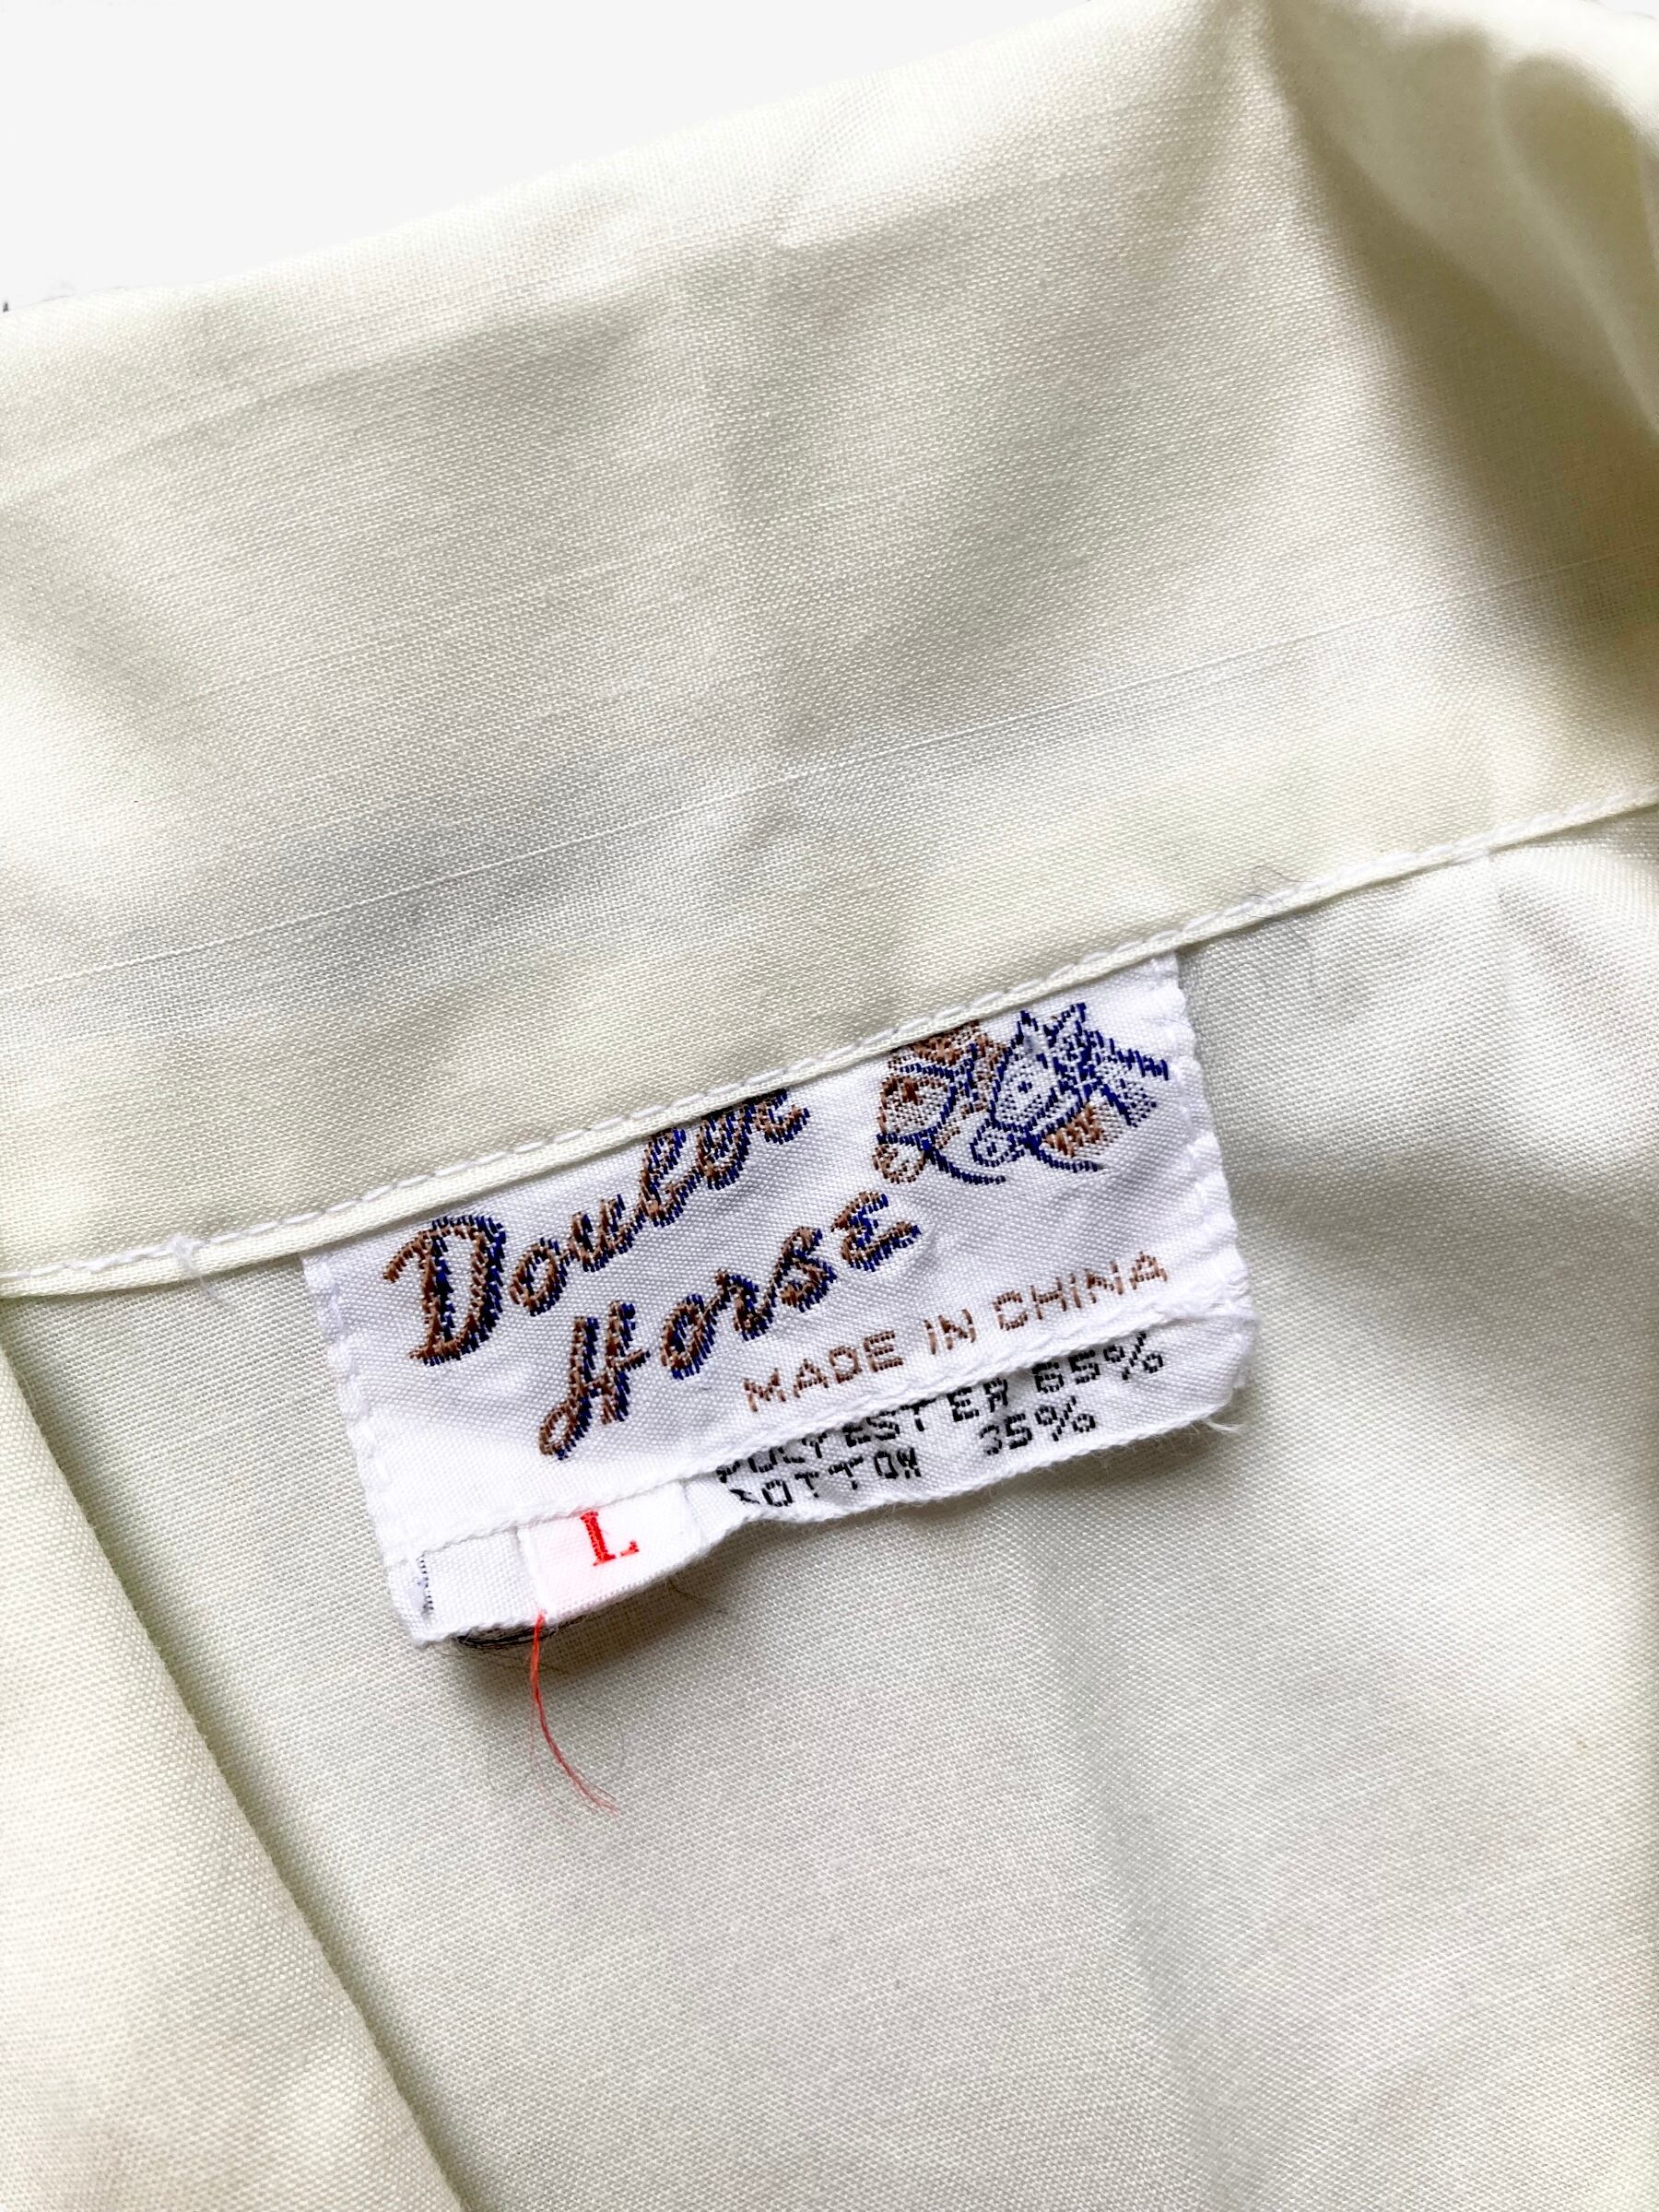 Double
Horse
MADE IN CHINA
POLYESTER 65%
COTTON 35%
L